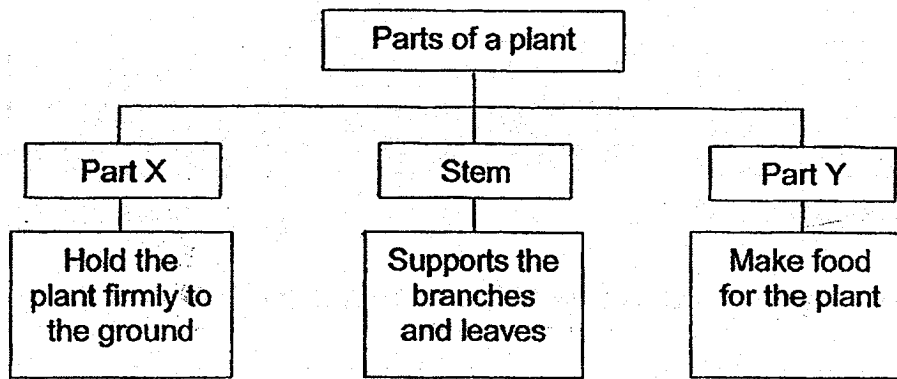 Parts of a plant
Part X
Stem
Part Y
Hold the
plant firmly to
the ground
Supports the
branches
and leaves
Make food
for the plant